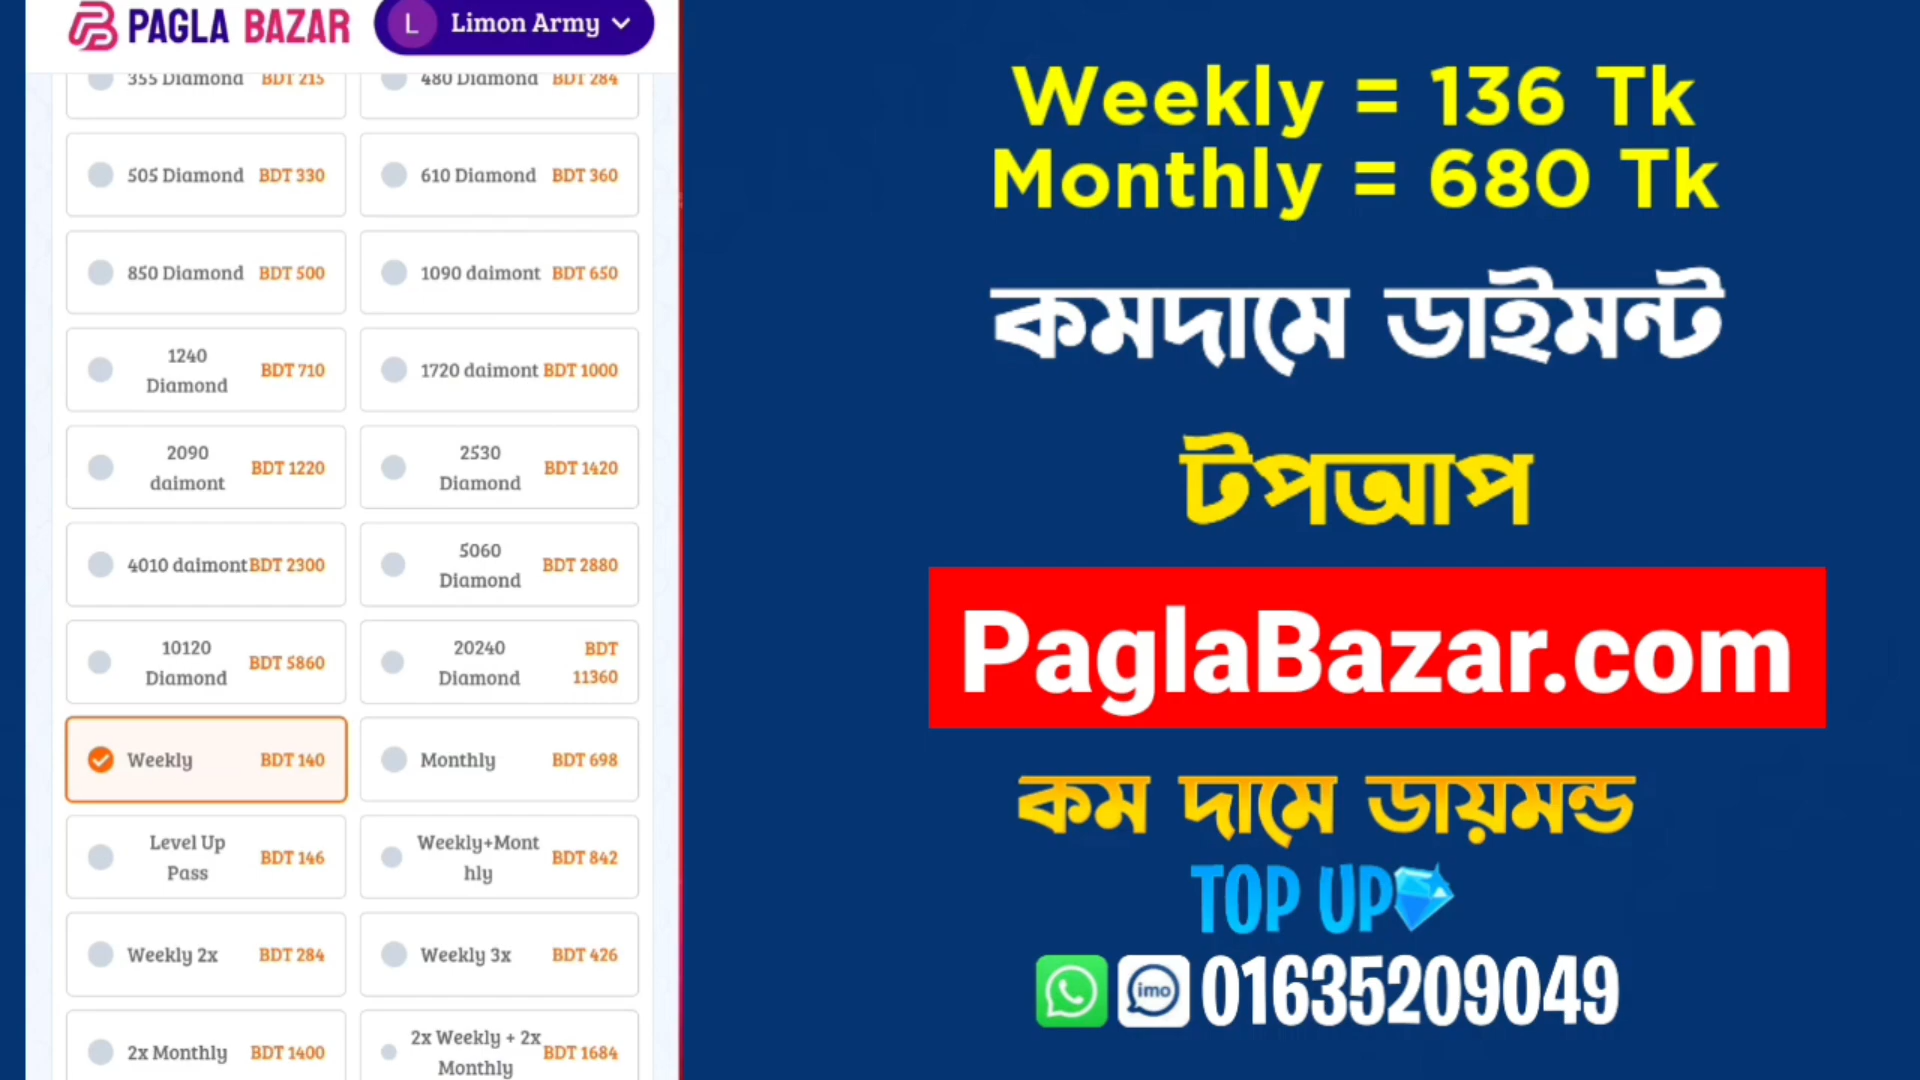 PAGLA BAZAR
L Limon Army
355 Diamond BDT 215
480 Diamond BDT 284
505 Diamond BDT 330
610 Diamond BDT 360
850 Diamond BDT 500
1090 daimont BDT 650
1240
Diamond
BDT 710
1720 daimont BDT 1000
2090
daimont
BDT 1220
2530
Diamond
BDT 1420
4010 daimont BDT 2300
5060
Diamond
BDT 2880
10120
Diamond
BDT 5860
20240
Diamond
BDT
11360
Weekly BDT 140
Monthly BDT 698
Level Up
Pass
BDT 146
Weekly+Mont
hly
BDT 842
Weekly 2x BDT 284
Weekly 3x BDT 426
2x Monthly BDT 1400
2x Weekly + 2x
Monthly
BDT 1684
Weekly = 136 Tk
Monthly = 680 Tk
কমদামে ডাইমন্ট
টপআপ
PaglaBazar.com
কম দামে ডায়মন্ড
TOP UP
imo 01635209049